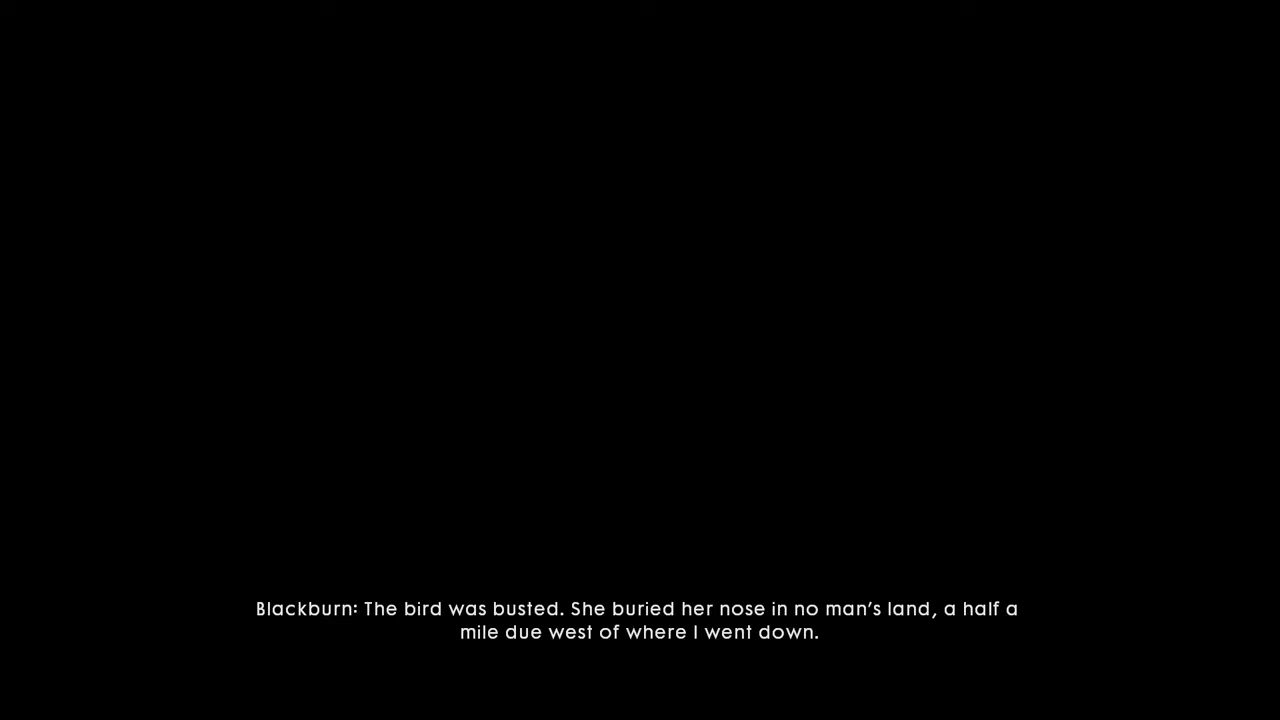 Blackburn: The bird was busted. She buried her nose in no man's land, a half a
mile due west of where I went down.